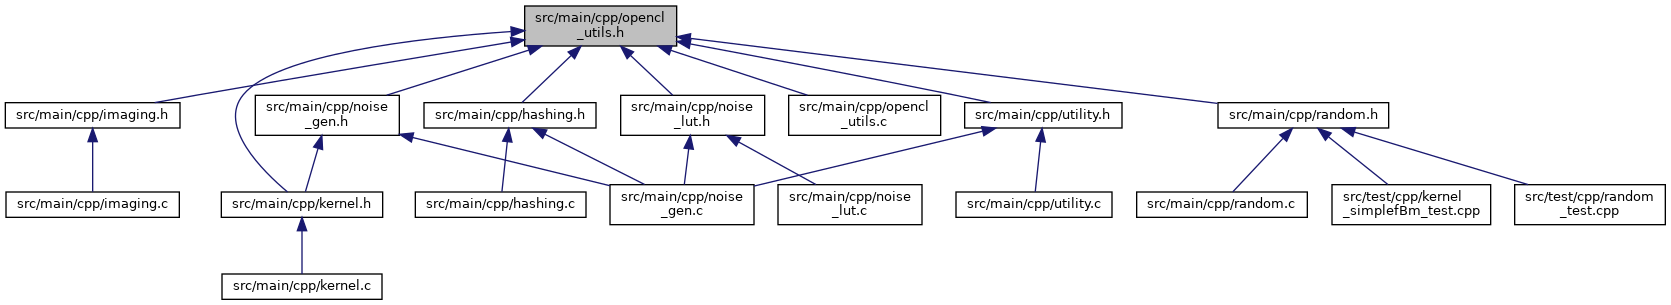 src/main/cpp/opencl
_utils.h
src/main/cpp/imaging.h
src/main/cpp/noise
_gen.h
src/main/cpp/hashing.h
src/main/cpp/noise
_lut.h
src/main/cpp/opencl
_utils.c
src/main/cpp/utility.h
src/main/cpp/random.h
src/main/cpp/imaging.c
src/main/cpp/kernel.h
src/main/cpp/hashing.c
src/main/cpp/noise
_gen.c
src/main/cpp/noise
_lut.c
src/main/cpp/utility.c
src/main/cpp/random.c
src/test/cpp/kernel
_simplefBm_test.cpp
src/test/cpp/random
_test.cpp
src/main/cpp/kernel.c